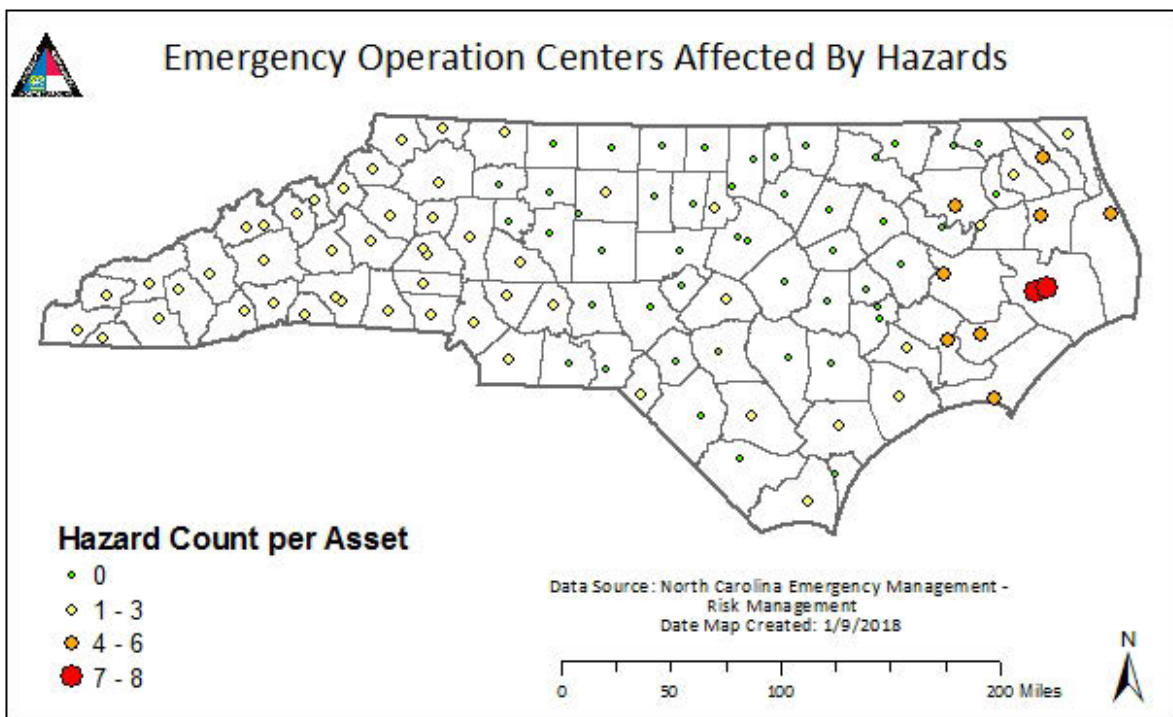 Emergency Operation Centers Affected By Hazards
Hazard Count per Asset
0
1 - 3
4 - 6
7 - 8
Data Source: North Carolina Emergency Management -
Risk Management
Date Map Created: 1/9/2018
0 50 100 200 Miles
N